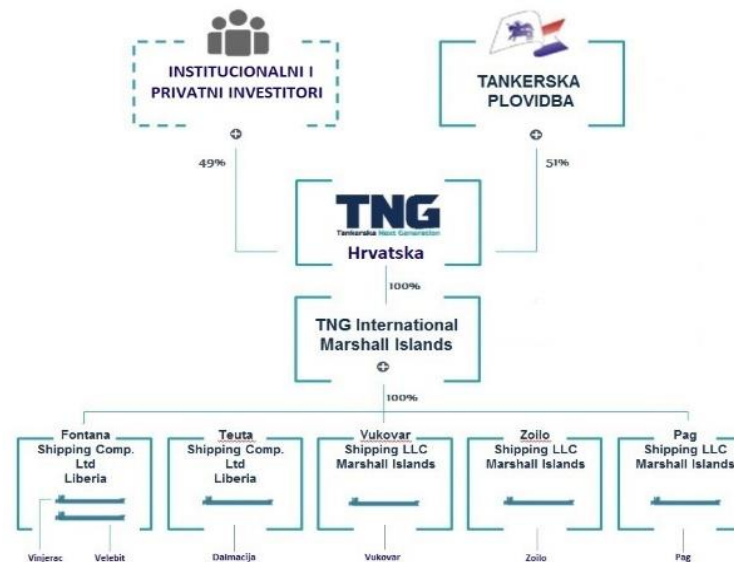 INSTITUCIONALNI I
PRIVATNI INVESTITORI
TANKERSKA
PLOVIDBA
49%
51%
TNG
Tankerska Next Generation
Hrvatska
100%
TNG International
Marshall Islands
100%
Fontana
Shipping Comp.
Ltd
Liberia
Teuta
Shipping Comp.
Ltd
Liberia
Vukovar
Shipping LLC
Marshall Islands
Zoilo
Shipping LLC
Marshall Islands
Pag
Shipping LLC
Marshall Islands
Vinjerac
Velebit
Dalmacija
Vukovar
Zoilo
Pag